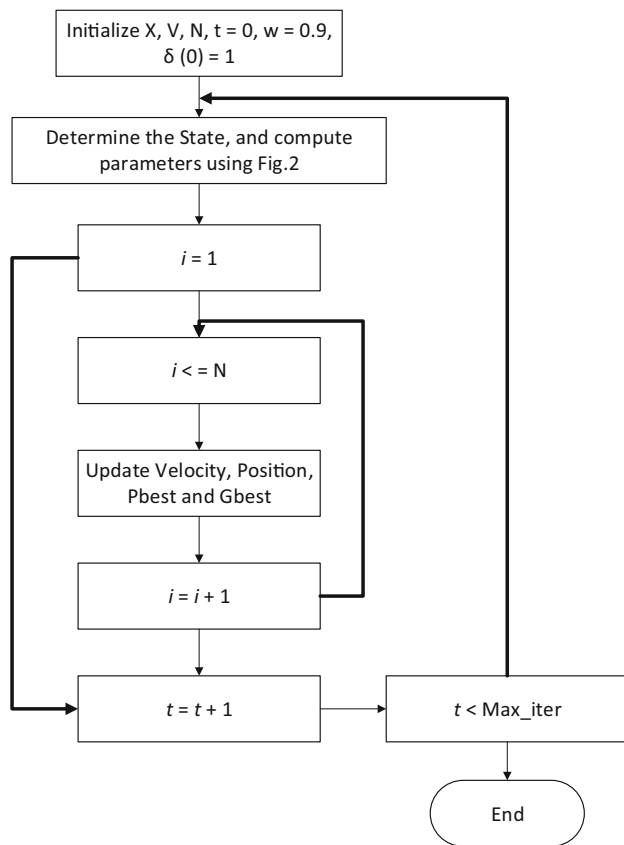 Initialize X, V, N, t = 0, w = 0.9,
δ (0) = 1
Determine the State, and compute
parameters using Fig.2
i = 1
i < = N
Update Velocity, Position,
Pbest and Gbest
i = i + 1
t = t + 1
t < Max_iter
End